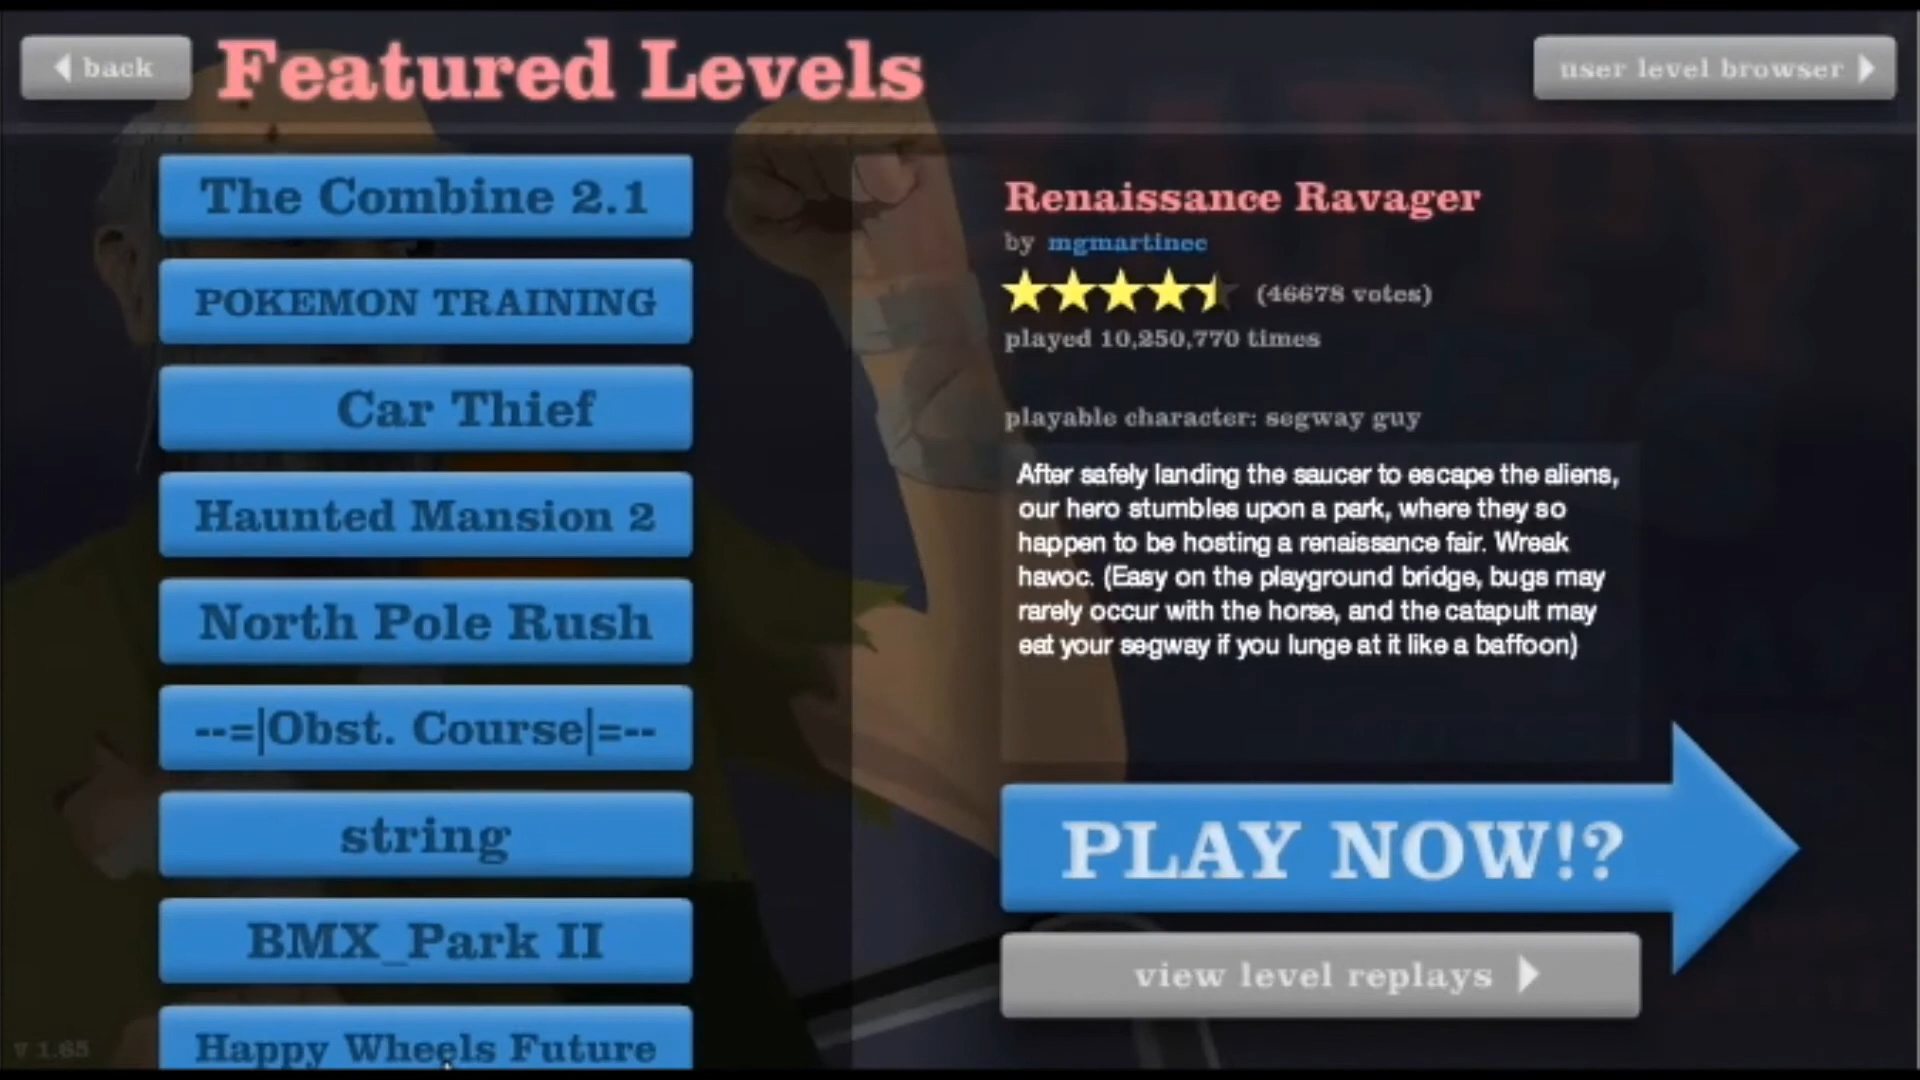 back
Featured Levels
user level browser
The Combine 2.1
POKEMON TRAINING
Car Thief
Haunted Mansion 2
North Pole Rush
--=|Obst. Course|=--
string
BMX_Park II
Happy Wheels Future
v 1.65
Renaissance Ravager
by mgmartinec
(46678 votes)
played 10,250,770 times
playable character: segway guy
After safely landing the saucer to escape the aliens,
our hero stumbles upon a park, where they so
happen to be hosting a renaissance fair. Wreak
havoc. (Easy on the playground bridge, bugs may
rarely occur with the horse, and the catapult may
eat your segway if you lunge at it like a baffoon)
PLAY NOW!?
view level replays